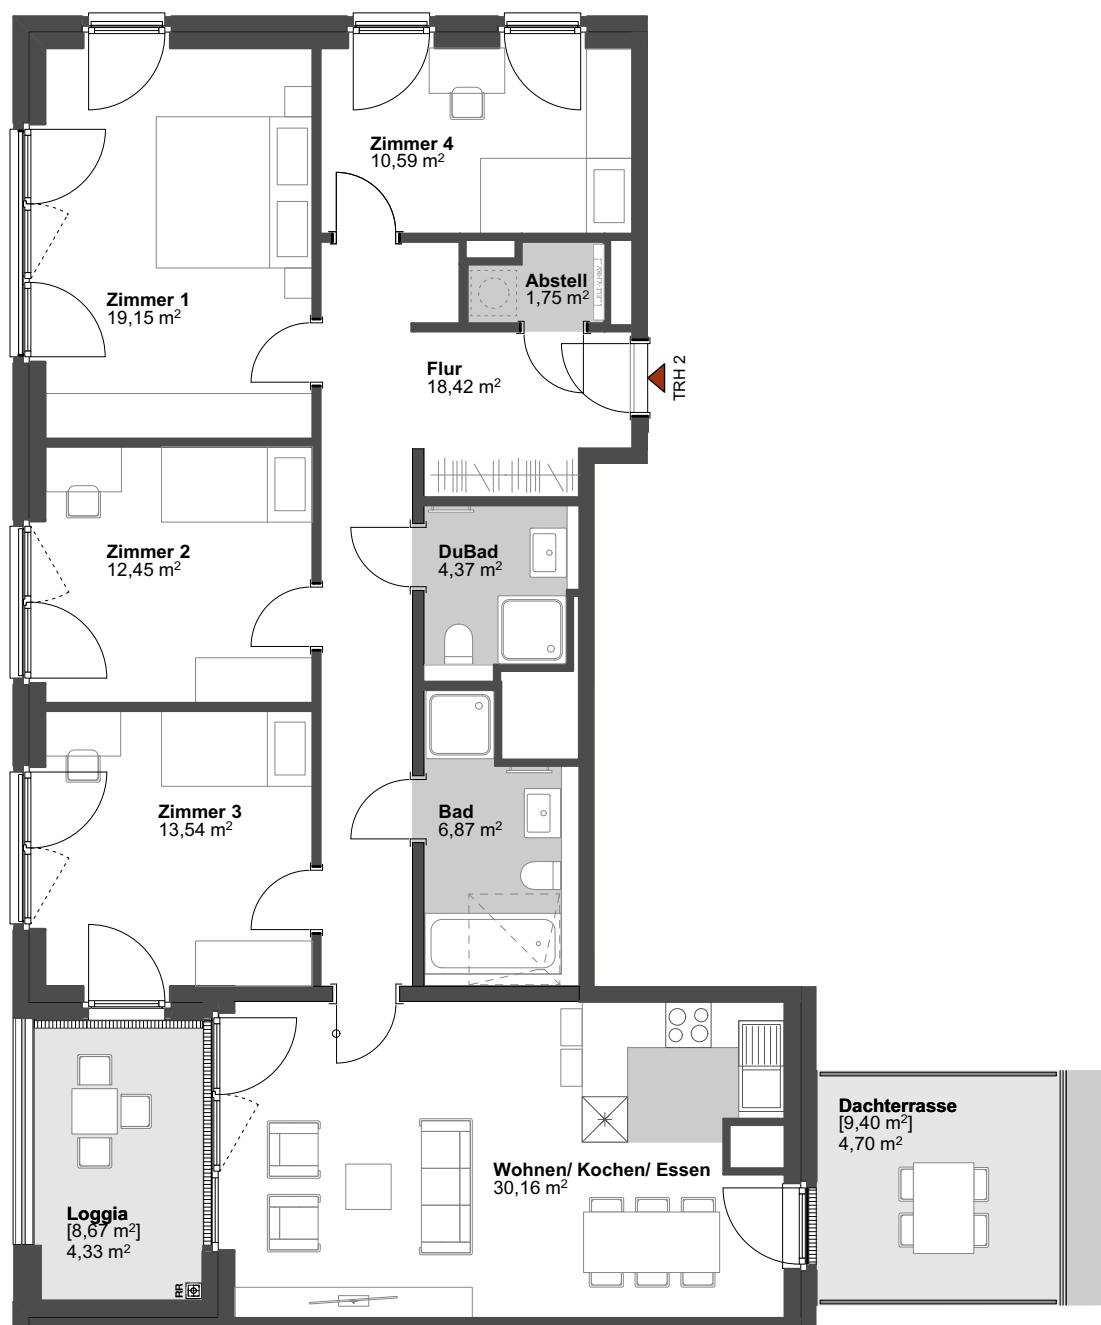 Zimmer 4
10,59 m²
Abstell
1,75 m²
Zimmer 1
19,15 m²
Flur
18,42 m²
TRH 2
Zimmer 2
12,45 m²
DuBad
4,37 m²
Zimmer 3
13,54 m²
Bad
6,87 m²
Dachterrasse
[9,40 m²]
4,70 m²
Wohnen/ Kochen/ Essen
30,16 m²
Loggia
[8,67 m²]
4,33 m²
RR